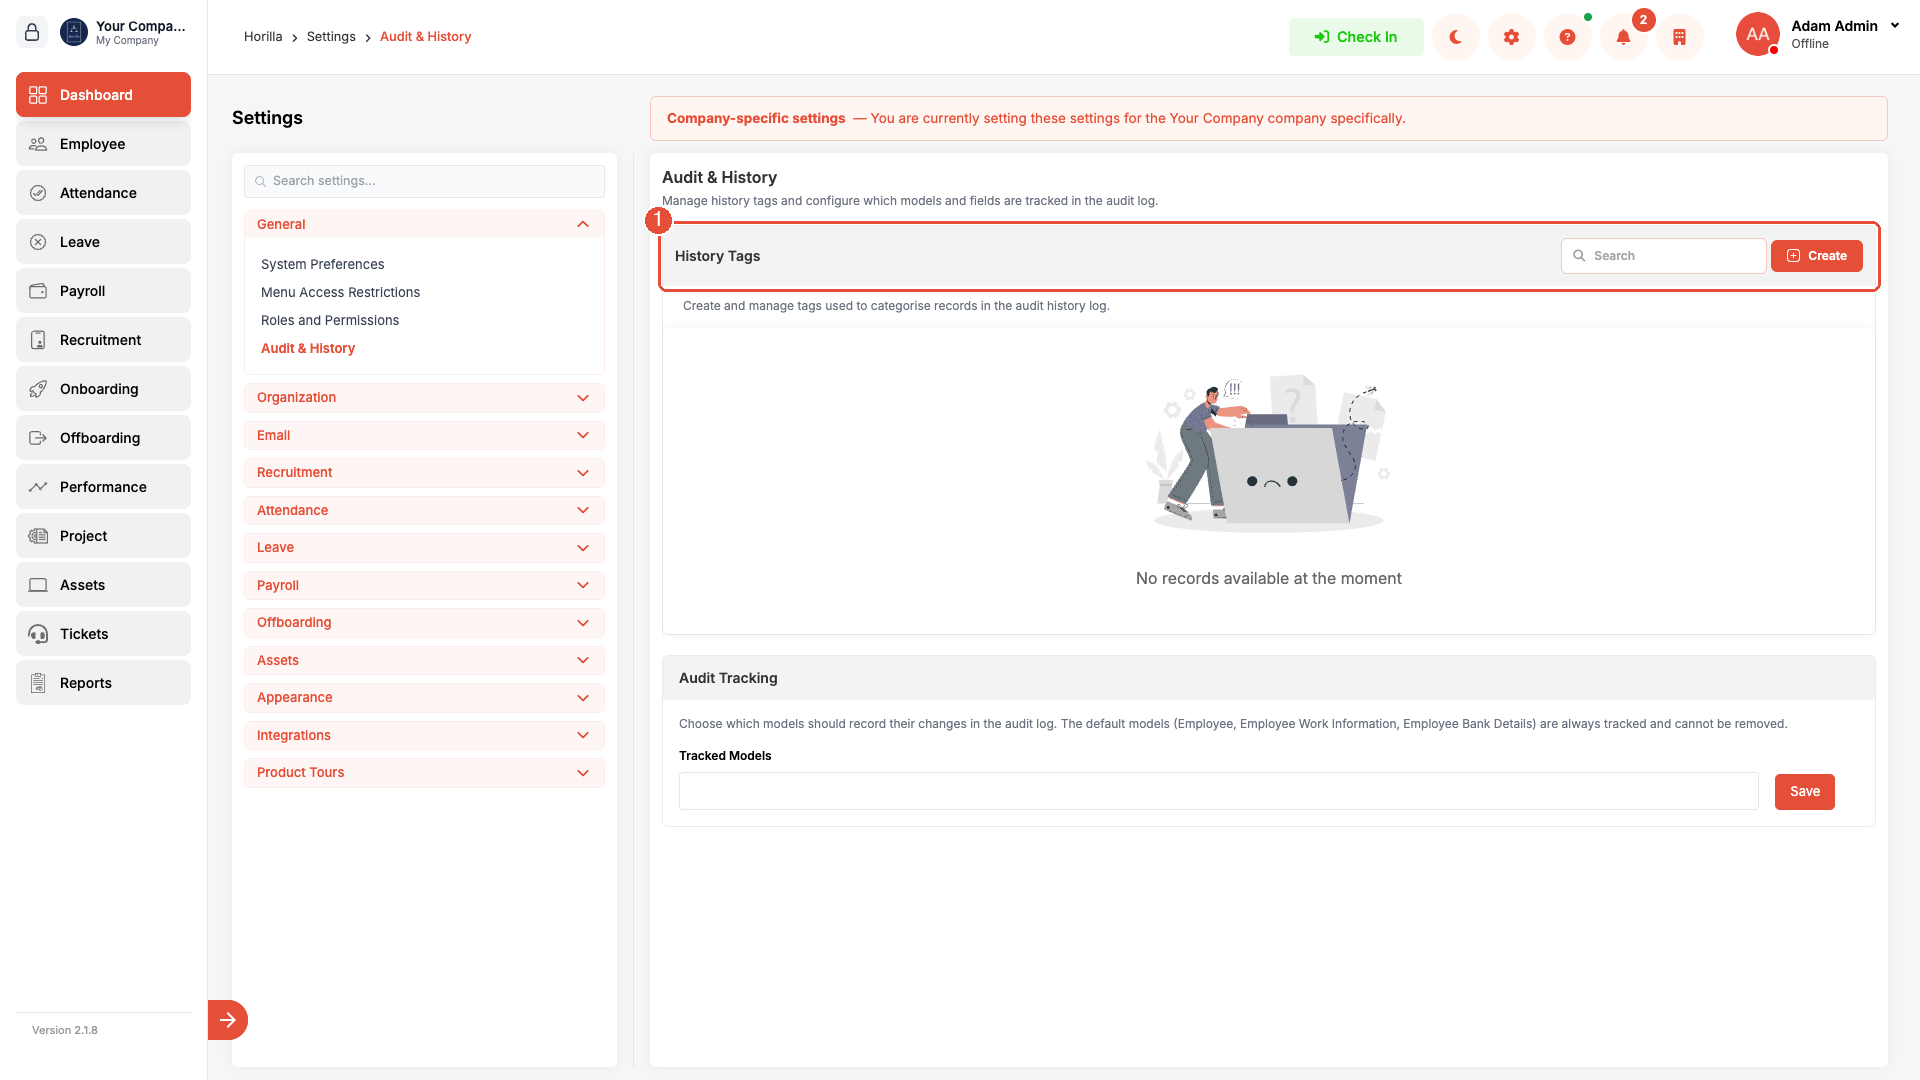 Your Compa...
My Company
Dashboard
Employee
Attendance
Leave
Payroll
Recruitment
Onboarding
Offboarding
Performance
Project
Assets
Tickets
Reports
Version 2.1.8
Horilla > Settings > Audit & History
Check In
2
AA
Adam Admin
Offline
Settings
Search settings...
General
System Preferences
Menu Access Restrictions
Roles and Permissions
Audit & History
Organization
Email
Recruitment
Attendance
Leave
Payroll
Offboarding
Assets
Appearance
Integrations
Product Tours
Company-specific settings — You are currently setting these settings for the Your Company company specifically.
Audit & History
Manage history tags and configure which models and fields are tracked in the audit log.
1
History Tags
Search
Create
Create and manage tags used to categorise records in the audit history log.
!!!
?
No records available at the moment
Audit Tracking
Choose which models should record their changes in the audit log. The default models (Employee, Employee Work Information, Employee Bank Details) are always tracked and cannot be removed.
Tracked Models
Save